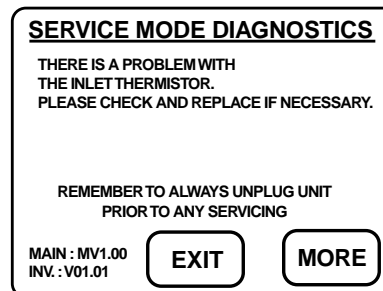 SERVICE MODE DIAGNOSTICS
THERE IS A PROBLEM WITH
THE INLET THERMISTOR.
PLEASE CHECK AND REPLACE IF NECESSARY.
REMEMBER TO ALWAYS UNPLUG UNIT
PRIOR TO ANY SERVICING
MAIN : MV1.00
INV. : V01.01
EXIT
MORE